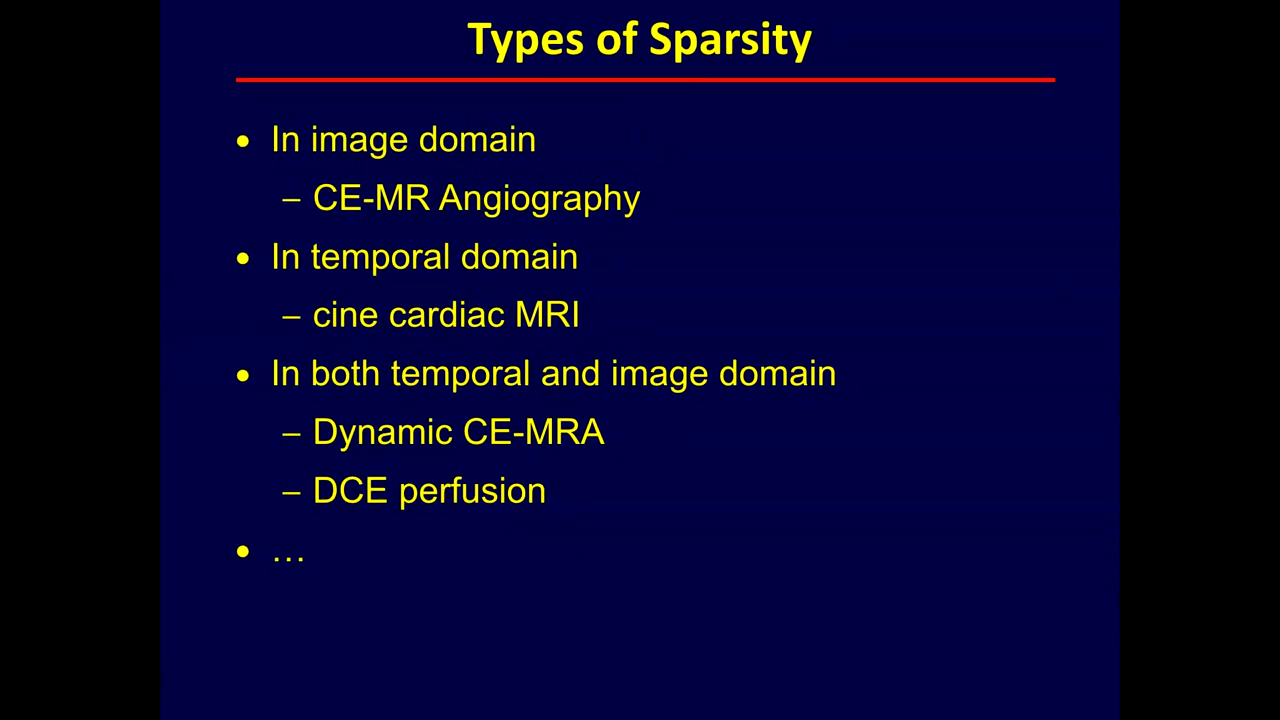 Types of Sparsity
• In image domain
– CE-MR Angiography
• In temporal domain
– cine cardiac MRI
• In both temporal and image domain
– Dynamic CE-MRA
– DCE perfusion
• …